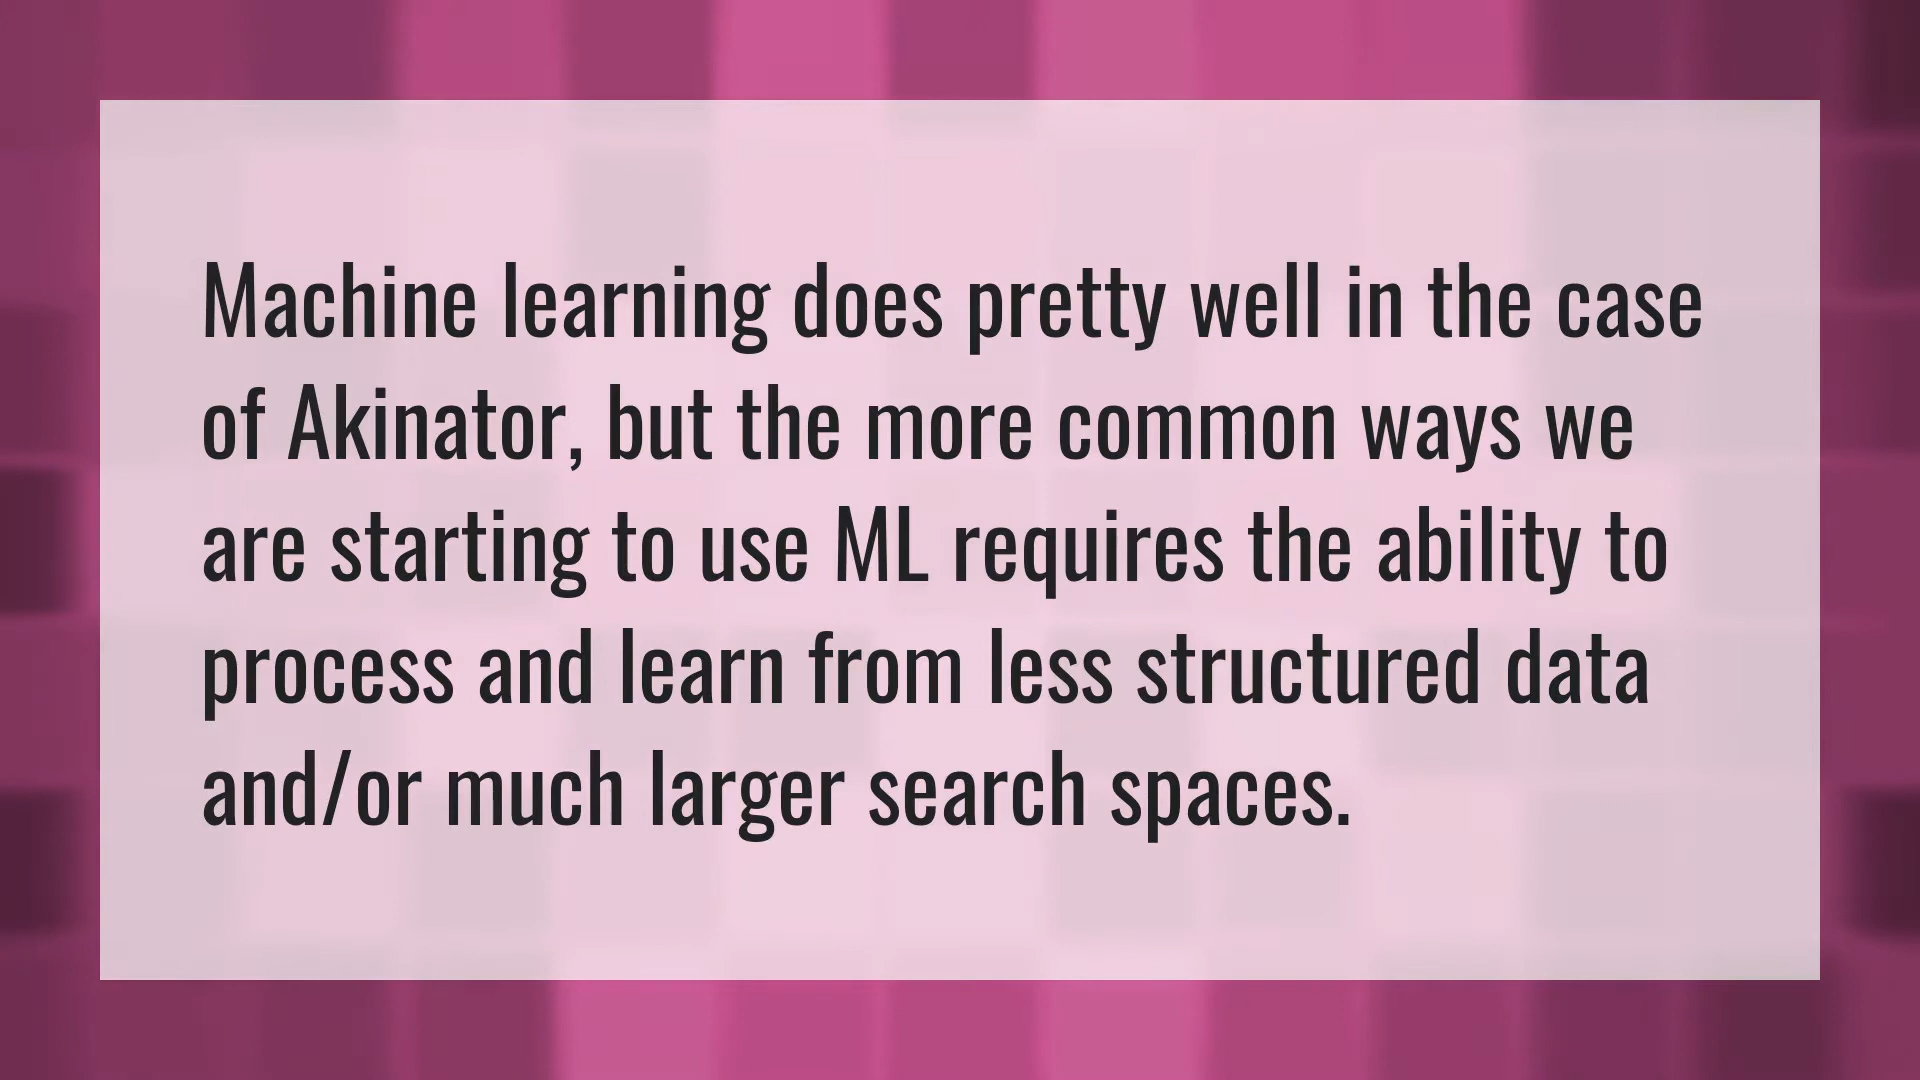 Machine learning does pretty well in the case
of Akinator, but the more common ways we
are starting to use ML requires the ability to
process and learn from less structured data
and/or much larger search spaces.